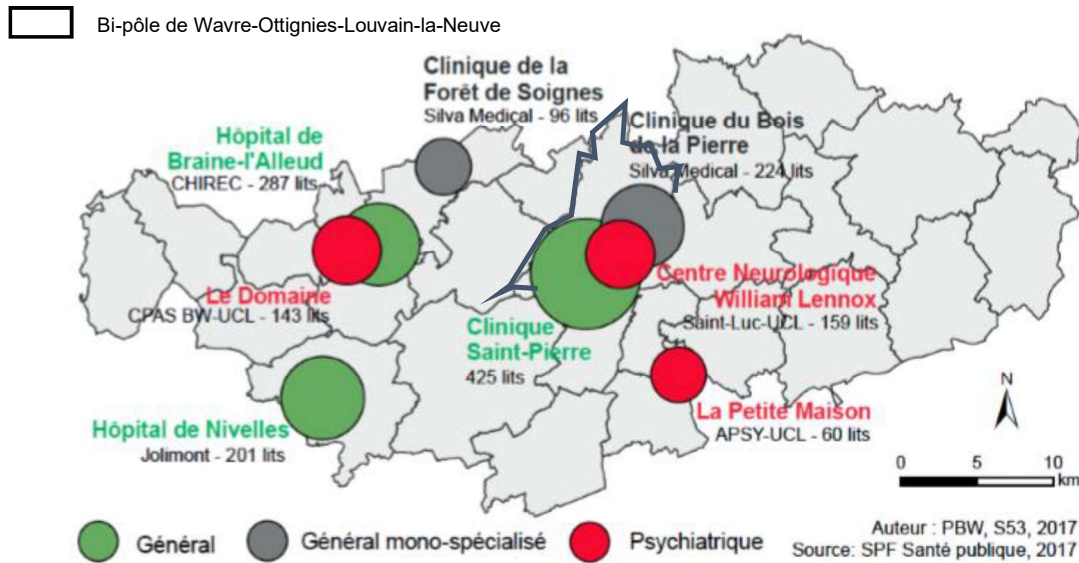 Bi-pôle de Wavre-Ottignies-Louvain-la-Neuve
Clinique de la
Forêt de Soignes
Silva Medical - 96 lits
Clinique du Bois
de la Pierre
Silva Medical - 224 lits
Hôpital de
Braine-l'Alleud
CHIREC - 287 lits
Le Domaine
CPAS BW-UCL - 143 lits
Centre Neurologique
William Lennox
Saint-Luc-UCL - 159 lits
Clinique
Saint-Pierre
425 lits
La Petite Maison
APSY-UCL - 60 lits
Hôpital de Nivelles
Jolimont - 201 lits
N
0 5 10
km
Général
Général mono-spécialisé
Psychiatrique
Auteur : PBW, S53, 2017
Source: SPF Santé publique, 2017